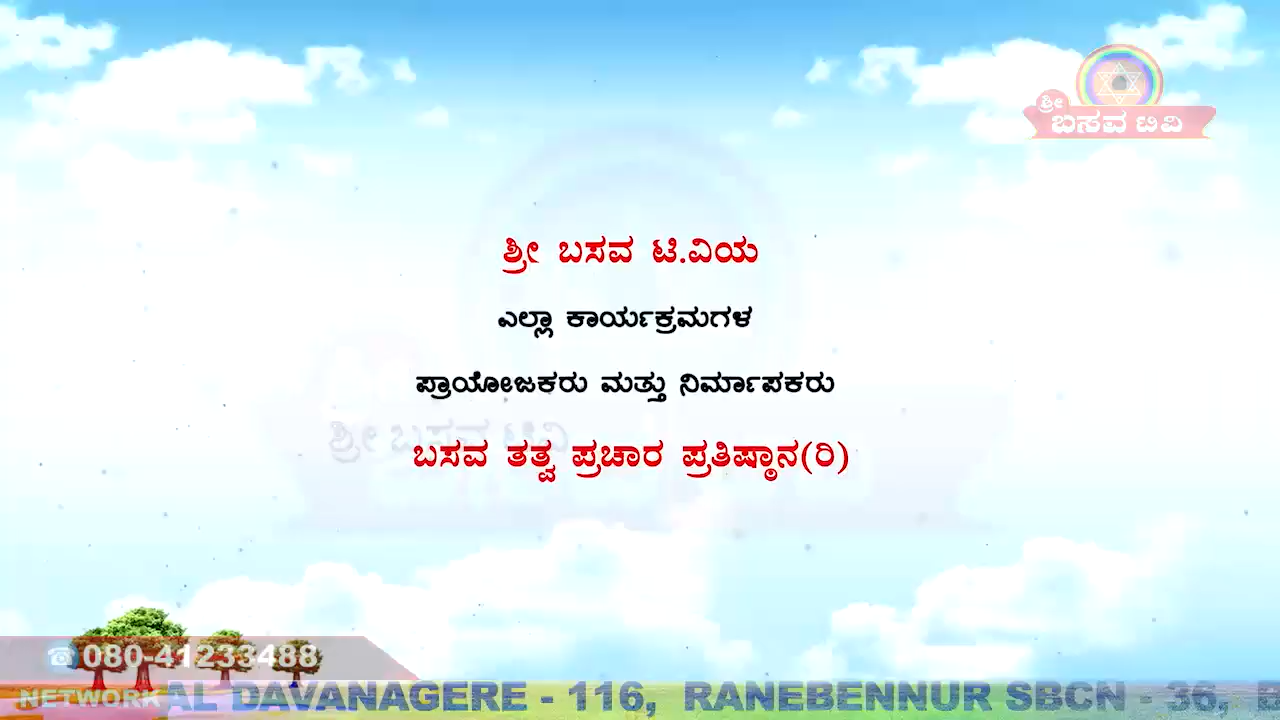 ಶ್ರೀ
ಬಸವ ಟಿವಿ
ಶ್ರೀ ಬಸವ ಟಿ.ವಿಯ
ಎಲ್ಲಾ ಕಾರ್ಯಕ್ರಮಗಳ
ಪ್ರಾಯೋಜಕರು ಮತ್ತು ನಿರ್ಮಾಪಕರು
ಶ್ರೀ ಬಸವ ಟಿವಿ
ಬಸವ ತತ್ವ ಪ್ರಚಾರ ಪ್ರತಿಷ್ಠಾನ(ರಿ)
☎ 080-41233488
NETWORK AL DAVANAGERE - 116, RANEBENNUR SBCN - 36,